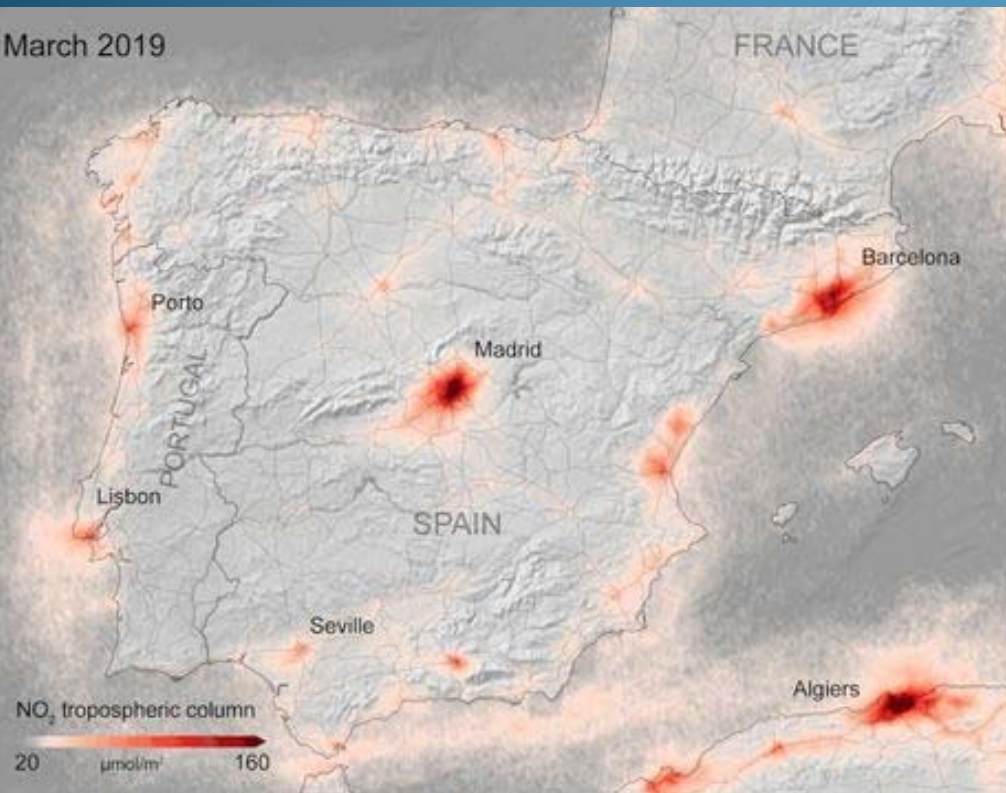 March 2019
FRANCE
Barcelona
Porto
Madrid
PORTUGAL
Lisbon
SPAIN
Seville
Algiers
NO₂ tropospheric column
20 µmol/m² 160